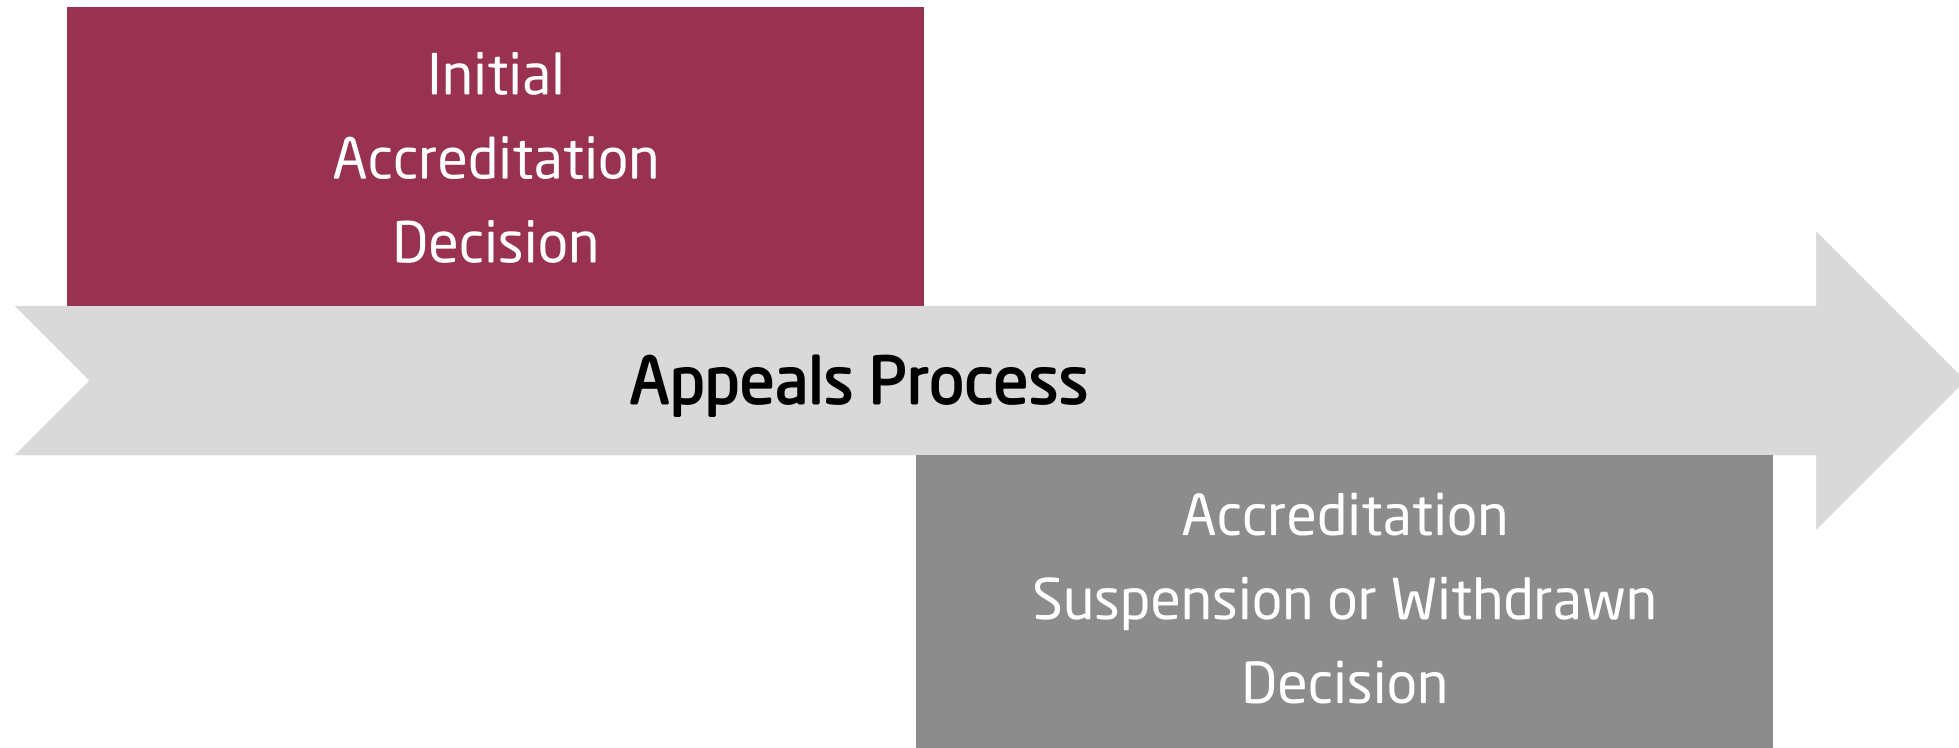 Initial
Accreditation
Decision
Appeals Process
Accreditation
Suspension or Withdrawn
Decision